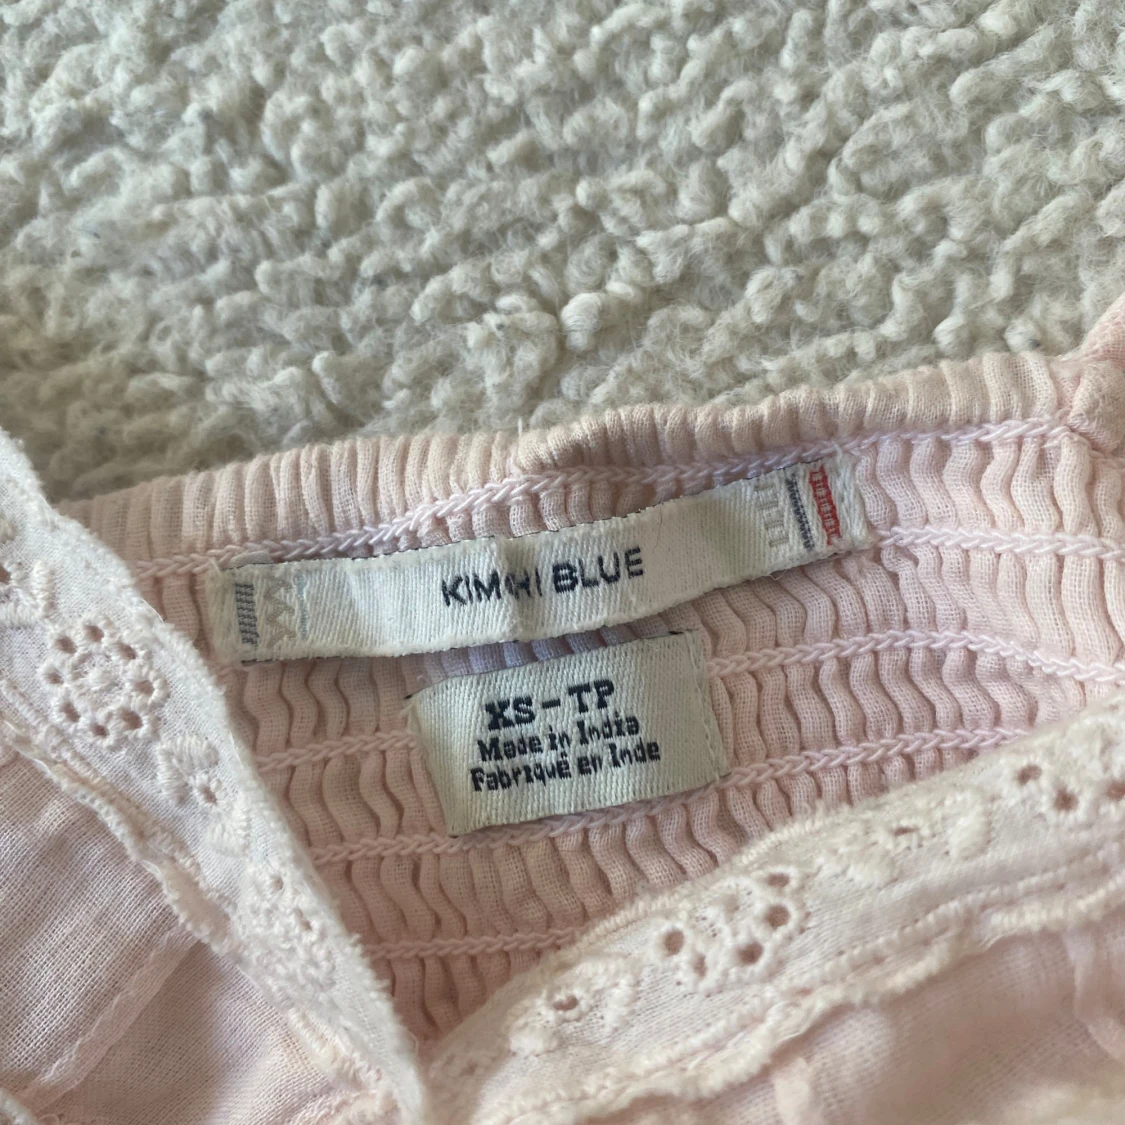 KIMCHI BLUE
XS-TP
Made in India
Fabriqué en Inde